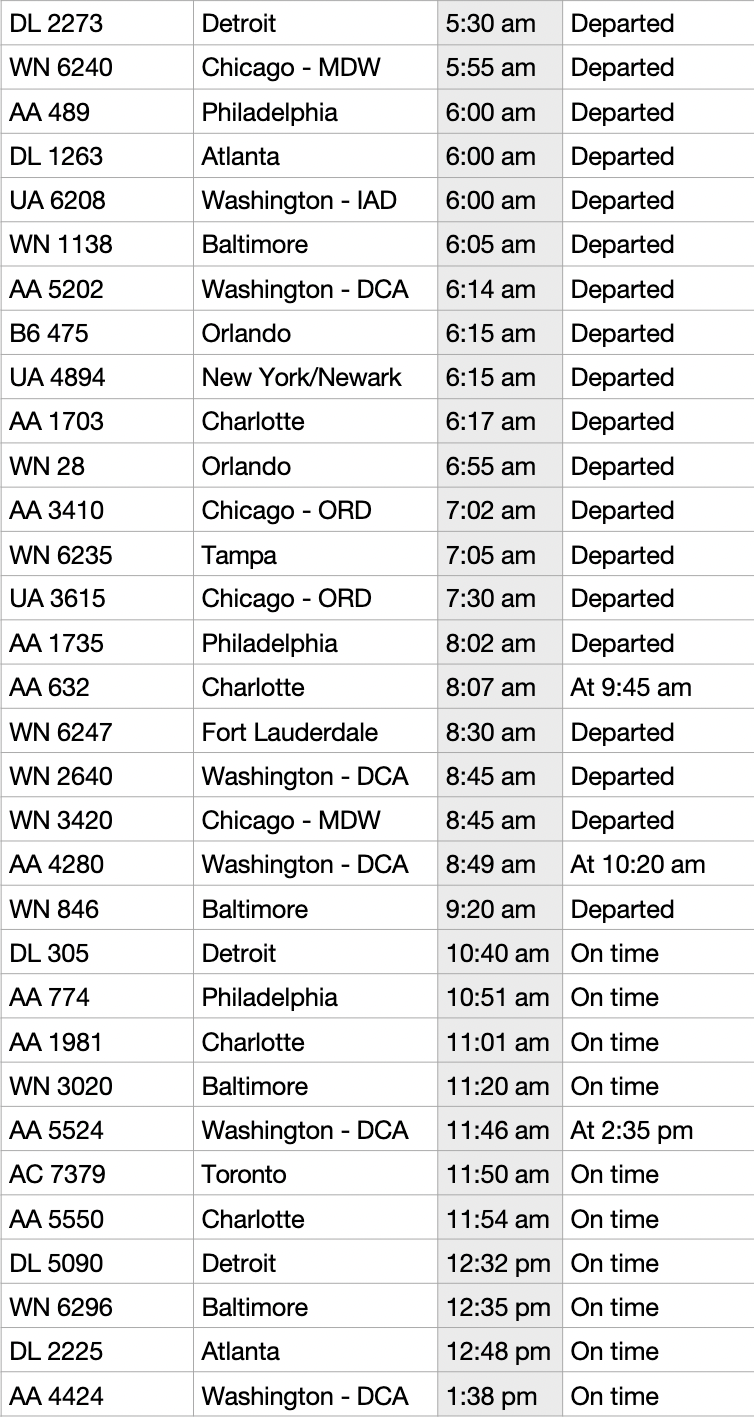 DL 2273 Detroit 5:30 am Departed
WN 6240 Chicago - MDW 5:55 am Departed
AA 489 Philadelphia 6:00 am Departed
DL 1263 Atlanta 6:00 am Departed
UA 6208 Washington - IAD 6:00 am Departed
WN 1138 Baltimore 6:05 am Departed
AA 5202 Washington - DCA 6:14 am Departed
B6 475 Orlando 6:15 am Departed
UA 4894 New York/Newark 6:15 am Departed
AA 1703 Charlotte 6:17 am Departed
WN 28 Orlando 6:55 am Departed
AA 3410 Chicago - ORD 7:02 am Departed
WN 6235 Tampa 7:05 am Departed
UA 3615 Chicago - ORD 7:30 am Departed
AA 1735 Philadelphia 8:02 am Departed
AA 632 Charlotte 8:07 am At 9:45 am
WN 6247 Fort Lauderdale 8:30 am Departed
WN 2640 Washington - DCA 8:45 am Departed
WN 3420 Chicago - MDW 8:45 am Departed
AA 4280 Washington - DCA 8:49 am At 10:20 am
WN 846 Baltimore 9:20 am Departed
DL 305 Detroit 10:40 am On time
AA 774 Philadelphia 10:51 am On time
AA 1981 Charlotte 11:01 am On time
WN 3020 Baltimore 11:20 am On time
AA 5524 Washington - DCA 11:46 am At 2:35 pm
AC 7379 Toronto 11:50 am On time
AA 5550 Charlotte 11:54 am On time
DL 5090 Detroit 12:32 pm On time
WN 6296 Baltimore 12:35 pm On time
DL 2225 Atlanta 12:48 pm On time
AA 4424 Washington - DCA 1:38 pm On time